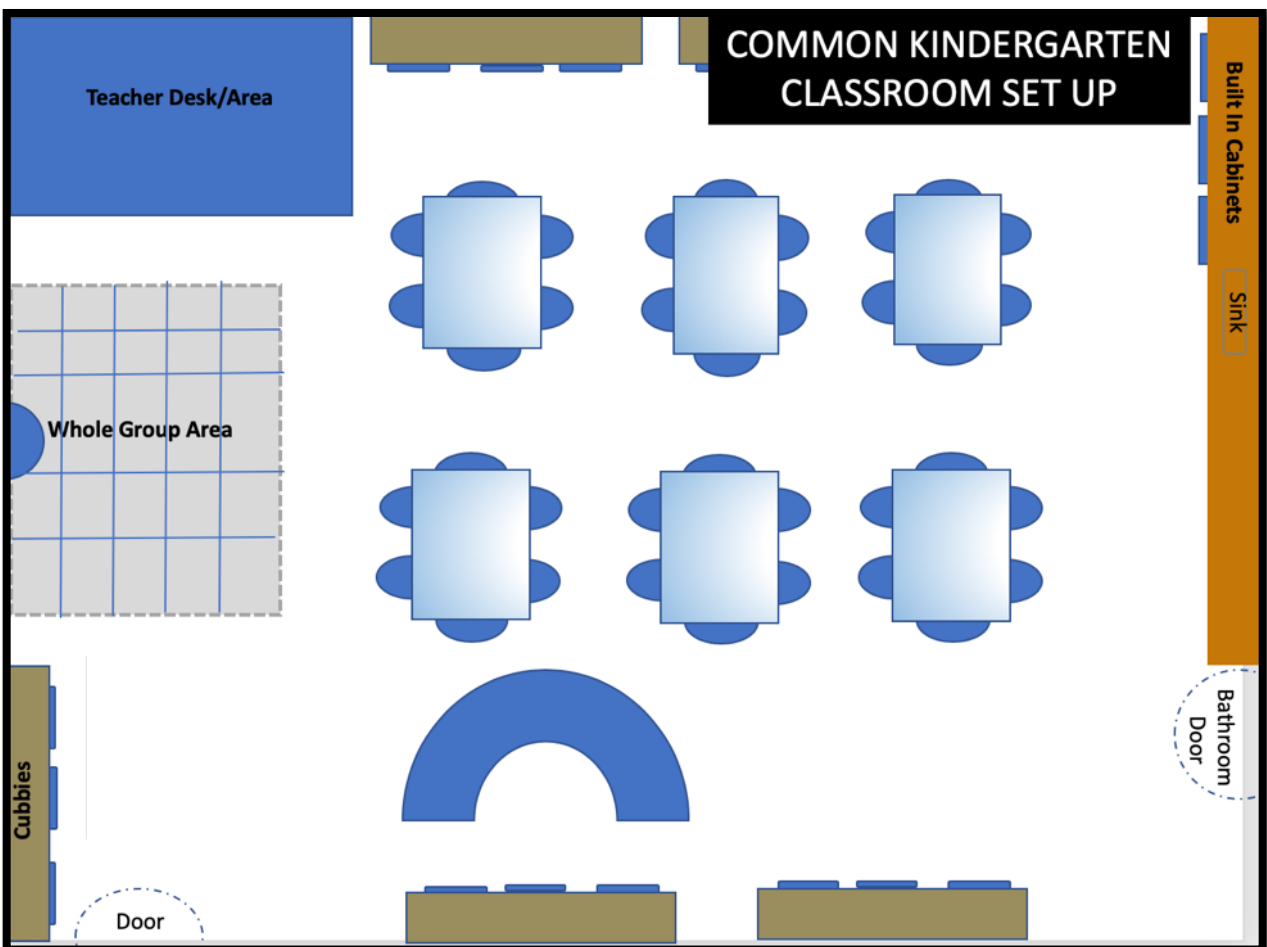 COMMON KINDERGARTEN
CLASSROOM SET UP
Teacher Desk/Area
Built In Cabinets
Sink
Whole Group Area
Bathroom
Door
Cubbies
Door